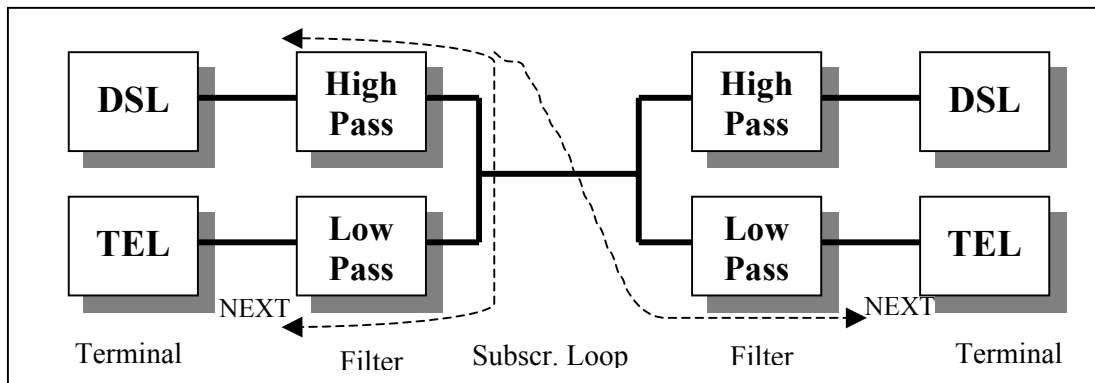 DSL
High
Pass
High
Pass
DSL
TEL
Low
Pass
Low
Pass
TEL
NEXT
NEXT
Terminal
Filter
Subscr. Loop
Filter
Terminal